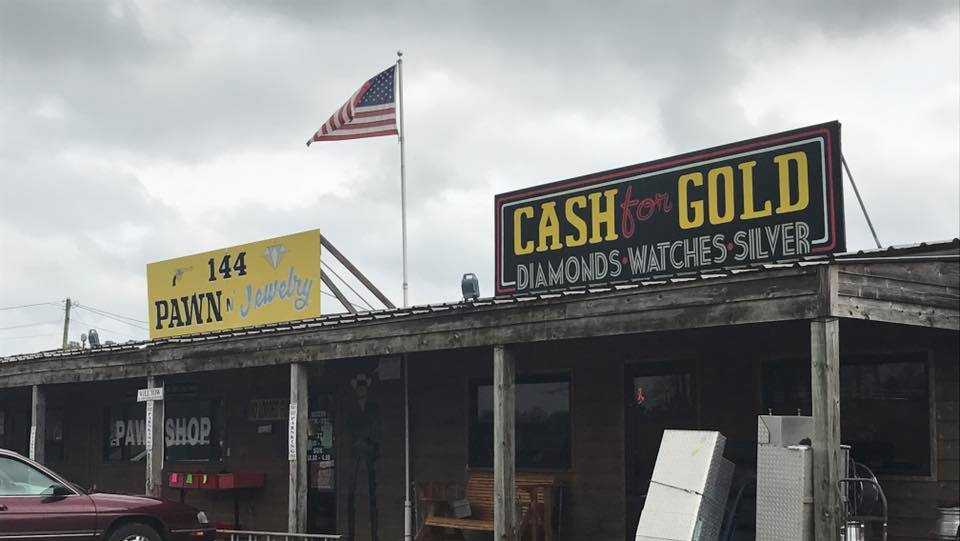 144
PAWN N' Jewelry
CASH for GOLD
DIAMONDS • WATCHES • SILVER
PAWN SHOP